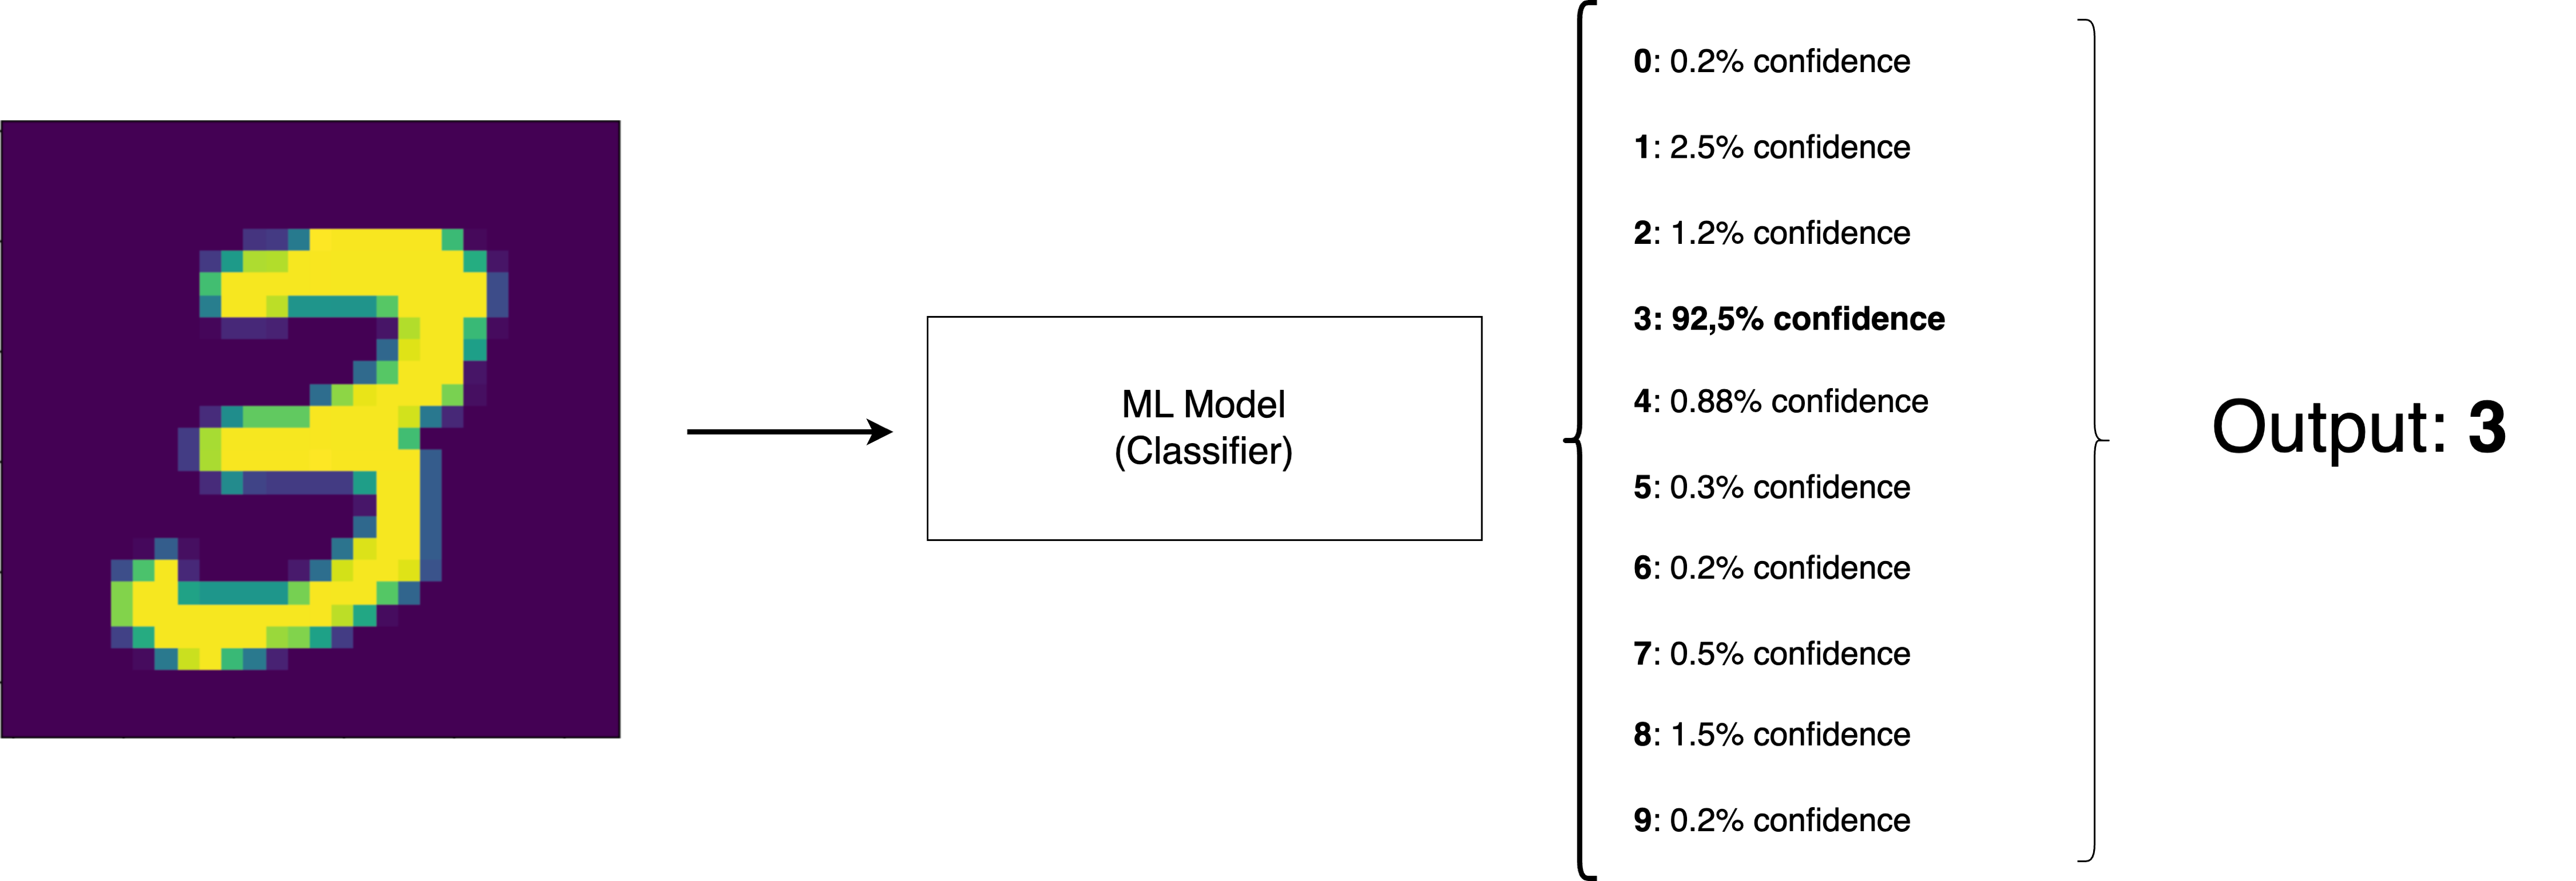 ML Model
(Classifier)
0: 0.2% confidence
1: 2.5% confidence
2: 1.2% confidence
3: 92,5% confidence
4: 0.88% confidence
5: 0.3% confidence
6: 0.2% confidence
7: 0.5% confidence
8: 1.5% confidence
9: 0.2% confidence
Output: 3